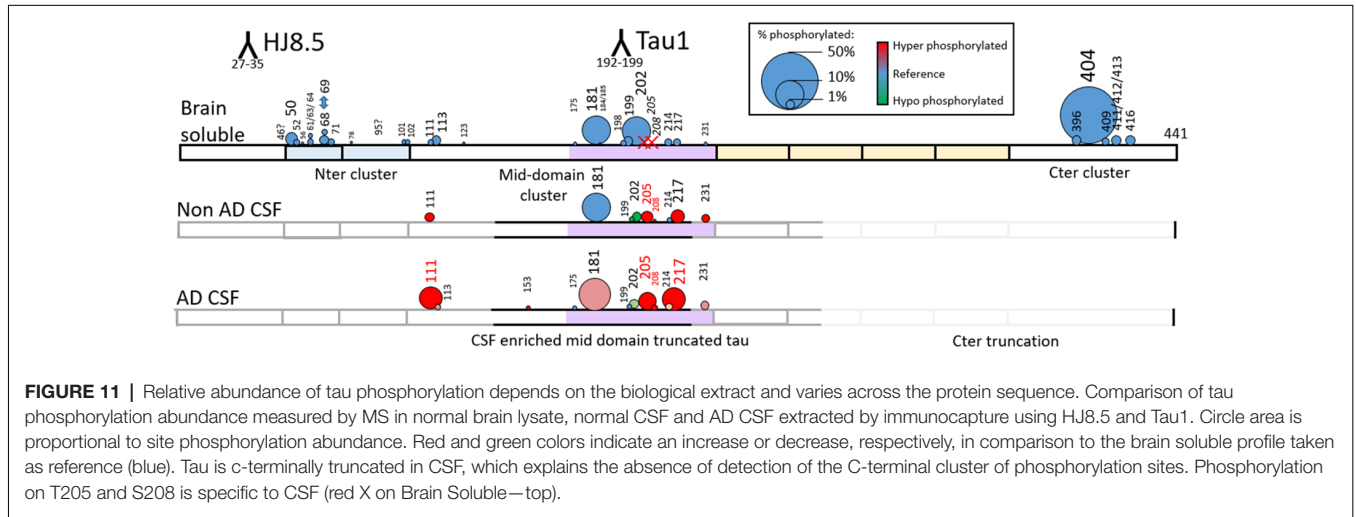 HJ8.5
27-35
Tau1
192-199
% phosphorylated:
50%
10%
1%
Hyper phosphorylated
Reference
Hypo phosphorylated
Brain
soluble
46? 50 52 56 61/63/64 68 69 71 76 95? 101 102 111 113 123 175 181 184/185 198 199 202 205 208 214 217 231 396 404 409 411/412/413 416 441
Nter cluster
Mid-domain
cluster
Cter cluster
Non AD CSF
111 181 199 202 205 208 214 217 231
AD CSF
111 113 153 175 181 199 202 205 208 214 217 231
CSF enriched mid domain truncated tau
Cter truncation
FIGURE 11 | Relative abundance of tau phosphorylation depends on the biological extract and varies across the protein sequence. Comparison of tau
phosphorylation abundance measured by MS in normal brain lysate, normal CSF and AD CSF extracted by immunocapture using HJ8.5 and Tau1. Circle area is
proportional to site phosphorylation abundance. Red and green colors indicate an increase or decrease, respectively, in comparison to the brain soluble profile taken
as reference (blue). Tau is c-terminally truncated in CSF, which explains the absence of detection of the C-terminal cluster of phosphorylation sites. Phosphorylation
on T205 and S208 is specific to CSF (red X on Brain Soluble—top).